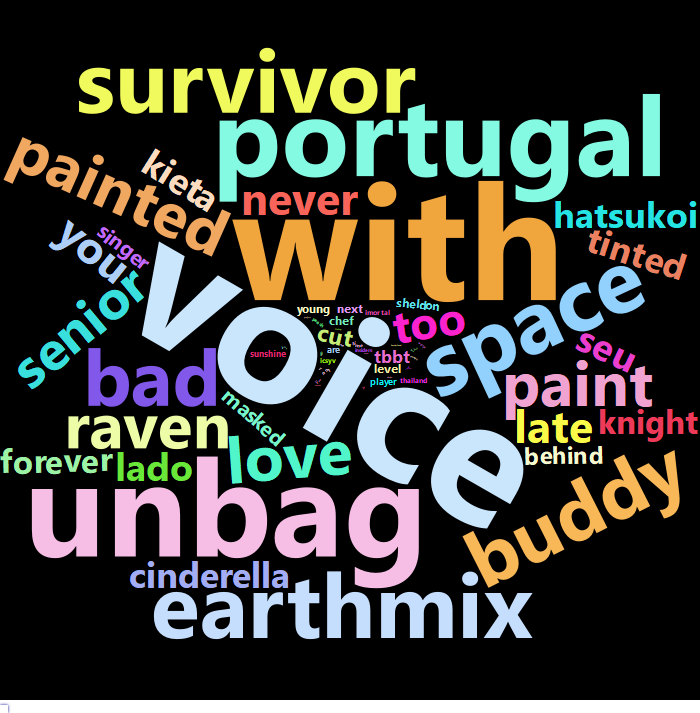 survivor
portugal
painted
kieta
never
with
hatsukoi
your
singer
tinted
senior
voice
space
young
next
imortal
sheldon
chef
cut
too
are
sunshine
icsyv
tbbt
level
player
thailand
seu
bad
paint
raven
masked
late
knight
forever
lado
love
behind
unbag
buddy
cinderella
earthmix